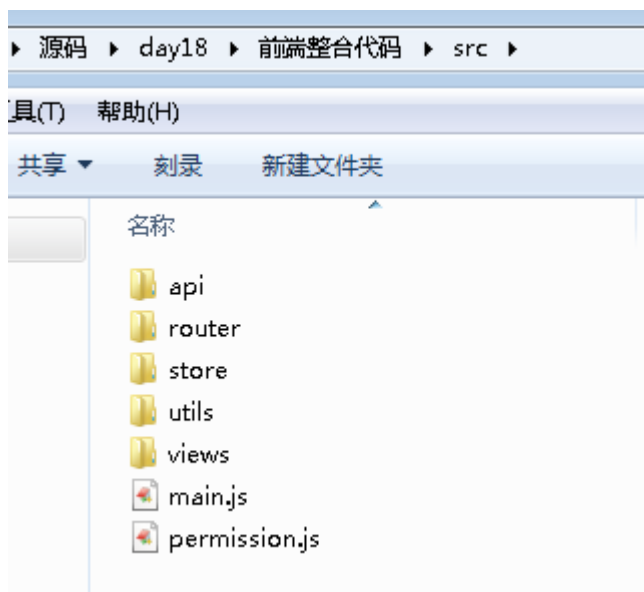 源码 ▸ day18 ▸ 前端整合代码 ▸ src ▸
具(T) 帮助(H)
共享 刻录 新建文件夹
名称
api
router
store
utils
views
main.js
permission.js